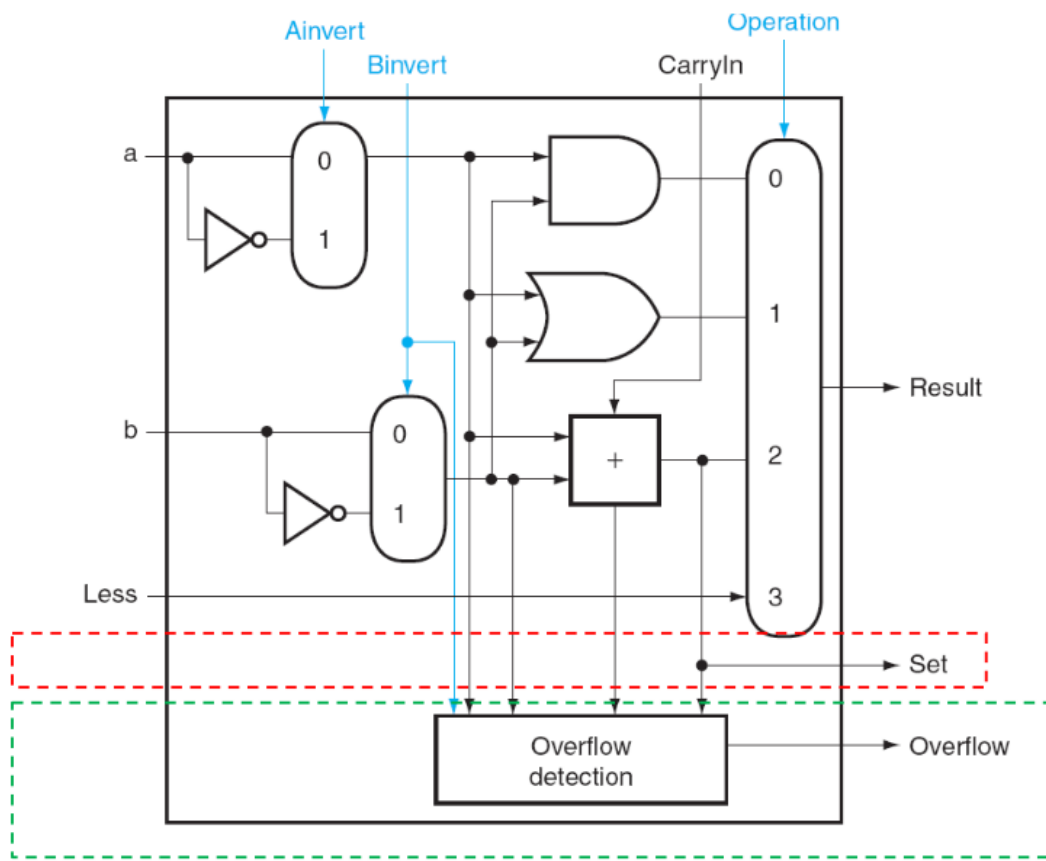 Operation
Ainvert
Binvert
CarryIn
a
0
0
1
1
Result
b
0
2
+
1
Less
3
Set
Overflow
detection
Overflow